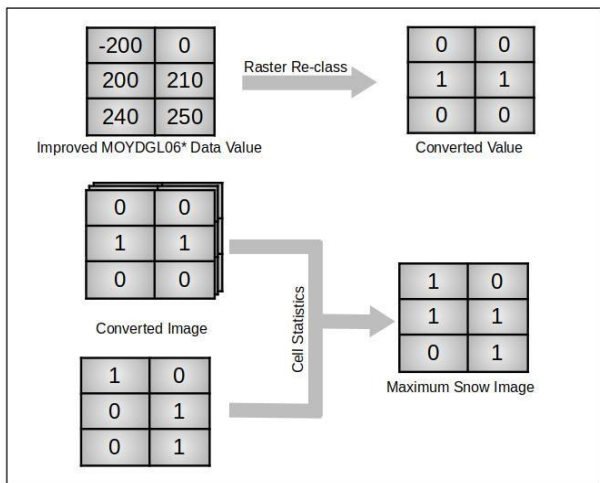 -200 0
200 210
240 250
Improved MOYDGL06* Data Value
Raster Re-class
0 0
1 1
0 0
Converted Value
0 0
1 1
0 0
Converted Image
1 0
0 1
0 1
Cell Statistics
1 0
1 1
0 1
Maximum Snow Image